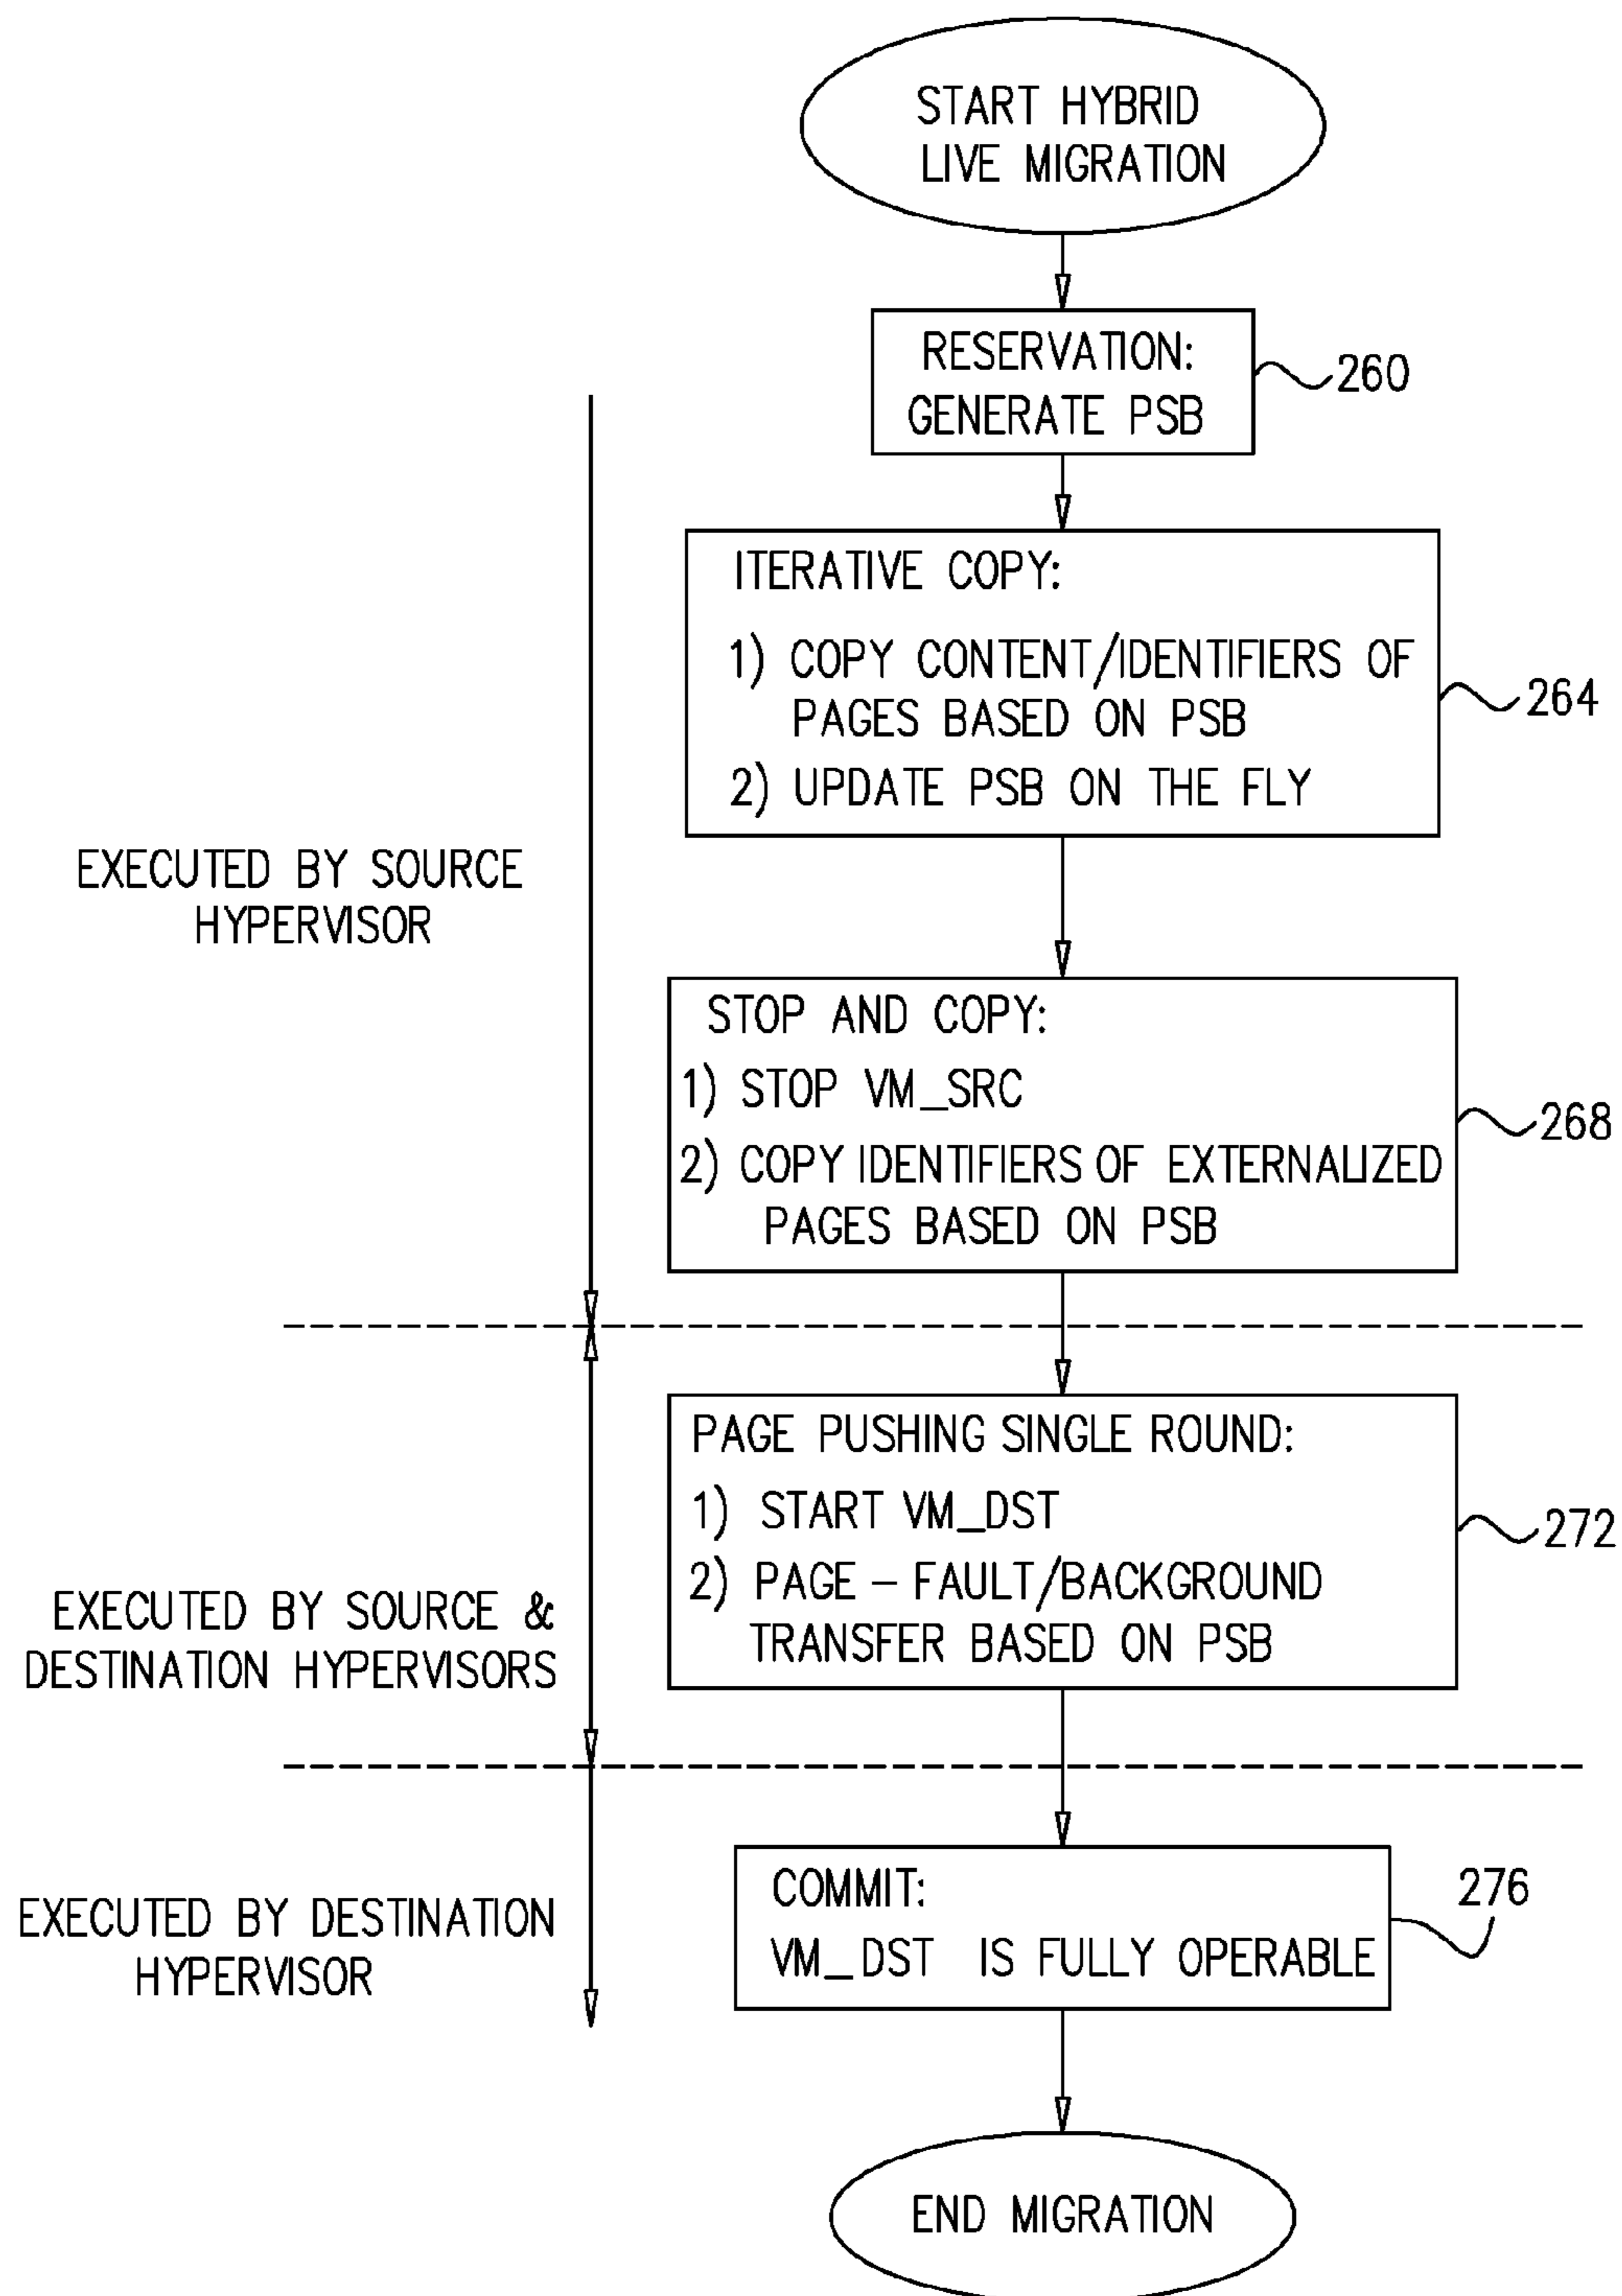 START HYBRID
LIVE MIGRATION
RESERVATION:
GENERATE PSB
260
ITERATIVE COPY:
1) COPY CONTENT/IDENTIFIERS OF
PAGES BASED ON PSB
2) UPDATE PSB ON THE FLY
264
EXECUTED BY SOURCE
HYPERVISOR
STOP AND COPY:
1) STOP VM_SRC
2) COPY IDENTIFIERS OF EXTERNALIZED
PAGES BASED ON PSB
268
PAGE PUSHING SINGLE ROUND:
1) START VM_DST
2) PAGE – FAULT/BACKGROUND
TRANSFER BASED ON PSB
272
EXECUTED BY SOURCE &
DESTINATION HYPERVISORS
COMMIT:
VM_DST IS FULLY OPERABLE
276
EXECUTED BY DESTINATION
HYPERVISOR
END MIGRATION